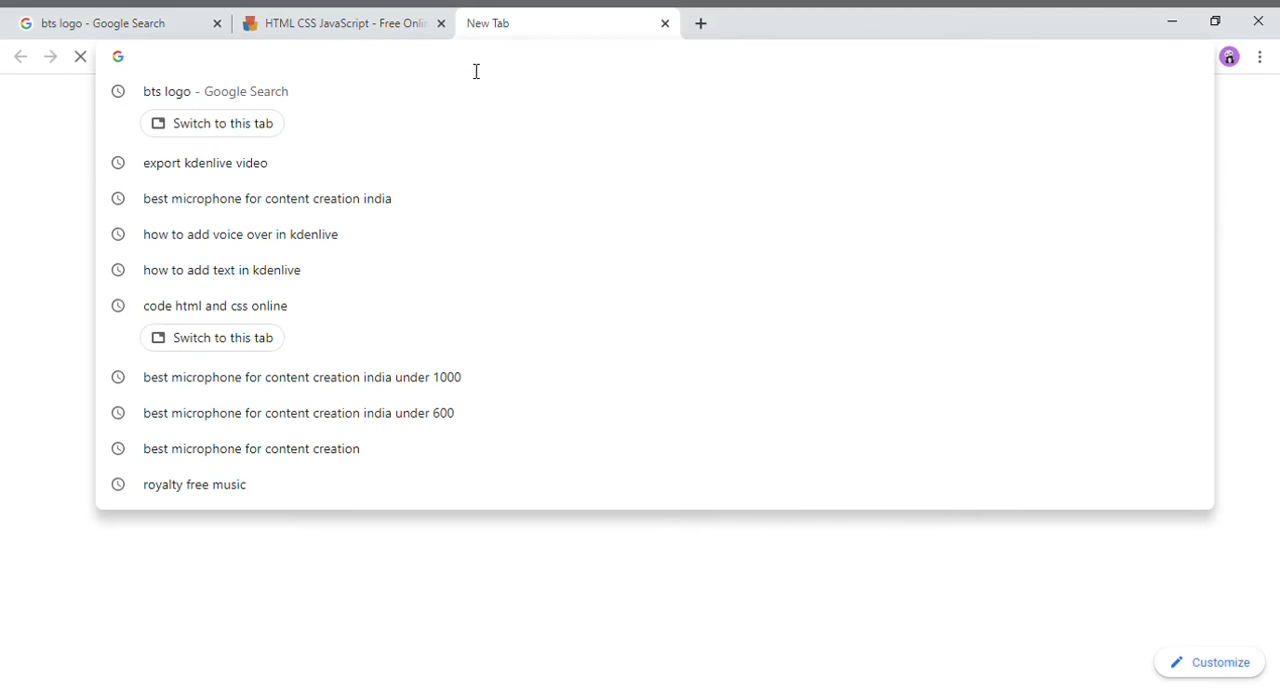 bts logo - Google Search
HTML CSS JavaScript - Free Onli
New Tab
bts logo - Google Search
Switch to this tab
export kdenlive video
best microphone for content creation india
how to add voice over in kdenlive
how to add text in kdenlive
code html and css online
Switch to this tab
best microphone for content creation india under 1000
best microphone for content creation india under 600
best microphone for content creation
royalty free music
Customize